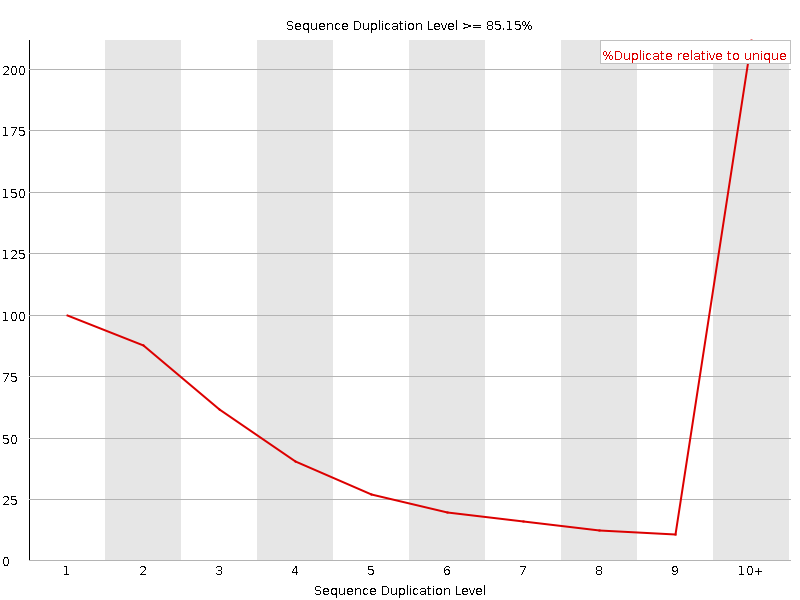 Sequence Duplication Level >= 85.15%
%Duplicate relative to unique
200
175
150
125
100
75
50
25
0
1 2 3 4 5 6 7 8 9 10+
Sequence Duplication Level